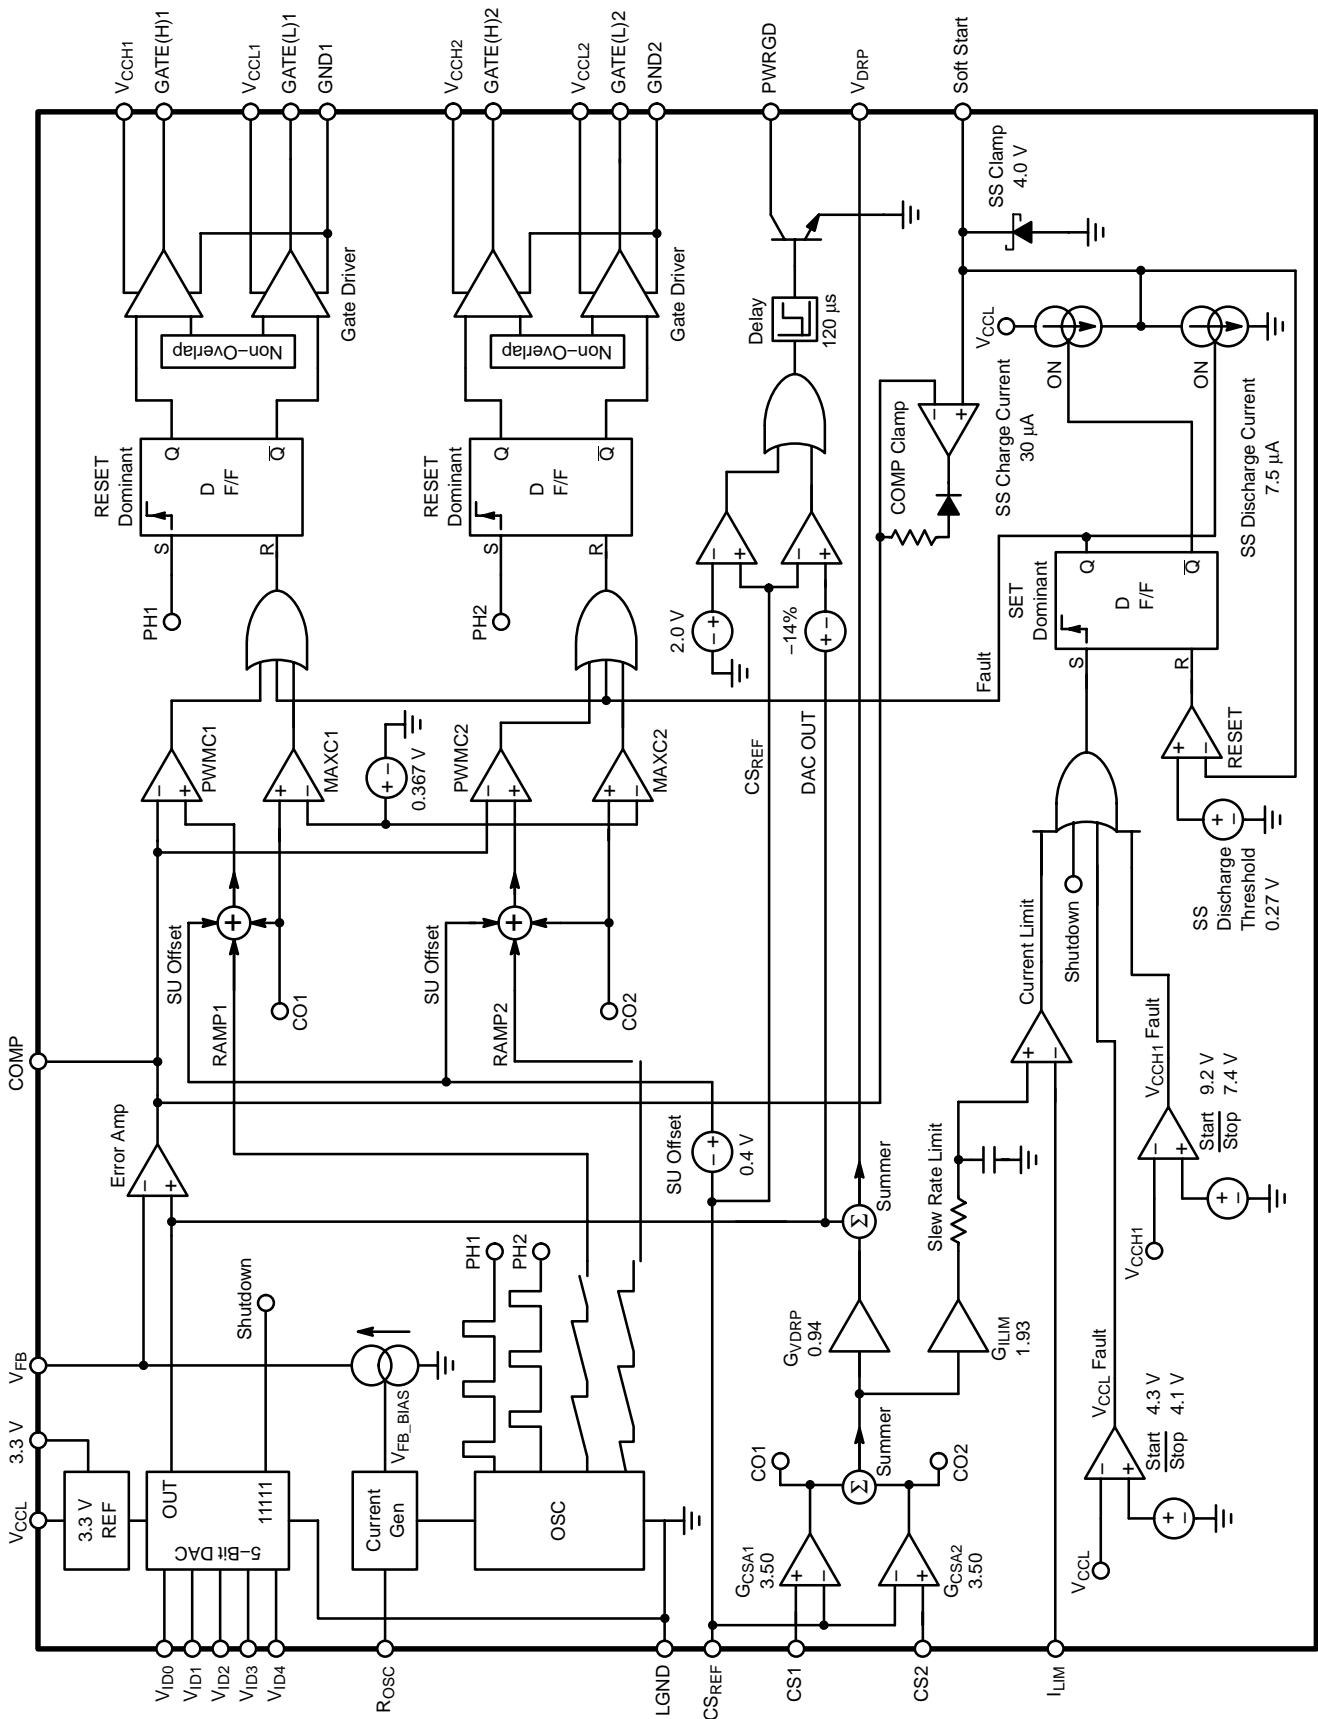 VCCH1
GATE(H)1
VCCL1
GATE(L)1
GND1
VCCH2
GATE(H)2
VCCL2
GATE(L)2
GND2
PWRGD
VDRP
Soft Start
Gate Driver
Non−Overlap
Gate Driver
Non−Overlap
SS Clamp
4.0 V
Delay
120 μs
VCCL
ON
ON
RESET
Dominant
Q
Q
D
F/F
S
R
RESET
Dominant
Q
Q
D
F/F
S
R
−
+
COMP Clamp
SS Charge Current
30 μA
SS Discharge Current
7.5 μA
PH1
PH2
2.0 V
− +
−14%
+ −
−
+
−
+
SET
Dominant
Q
Q
D
F/F
S
R
Fault
PWMC1
−
+
MAXC1
+
−
+ −
0.367 V
PWMC2
−
+
MAXC2
+
−
CSREF
DAC OUT
RESET
+
−
+ −
SS
Discharge
Threshold
0.27 V
SU Offset
+
RAMP1
CO1
SU Offset
+
RAMP2
CO2
Current Limit
Shutdown
+
−
COMP
Error Amp
−
+
SU Offset
− +
0.4 V
Σ
Summer
Slew Rate Limit
VCCH1 Fault
−
+
Start 9.2 V
Stop 7.4 V
+ −
VCCH1
VFB
3.3 V
VCCL
Shutdown
PH1
PH2
VFB_BIAS
GVDRP
0.94
GILIM
1.93
VCCL Fault
−
+
Start 4.3 V
Stop 4.1 V
+ −
VCCL
3.3 V
REF
OUT
11111
5−Bit DAC
Current
Gen
OSC
CO1
Σ
Summer
CO2
GCSA1
3.50
+
−
GCSA2
3.50
−
+
VID0
VID1
VID2
VID3
VID4
ROSC
LGND
CSREF
CS1
CS2
ILIM